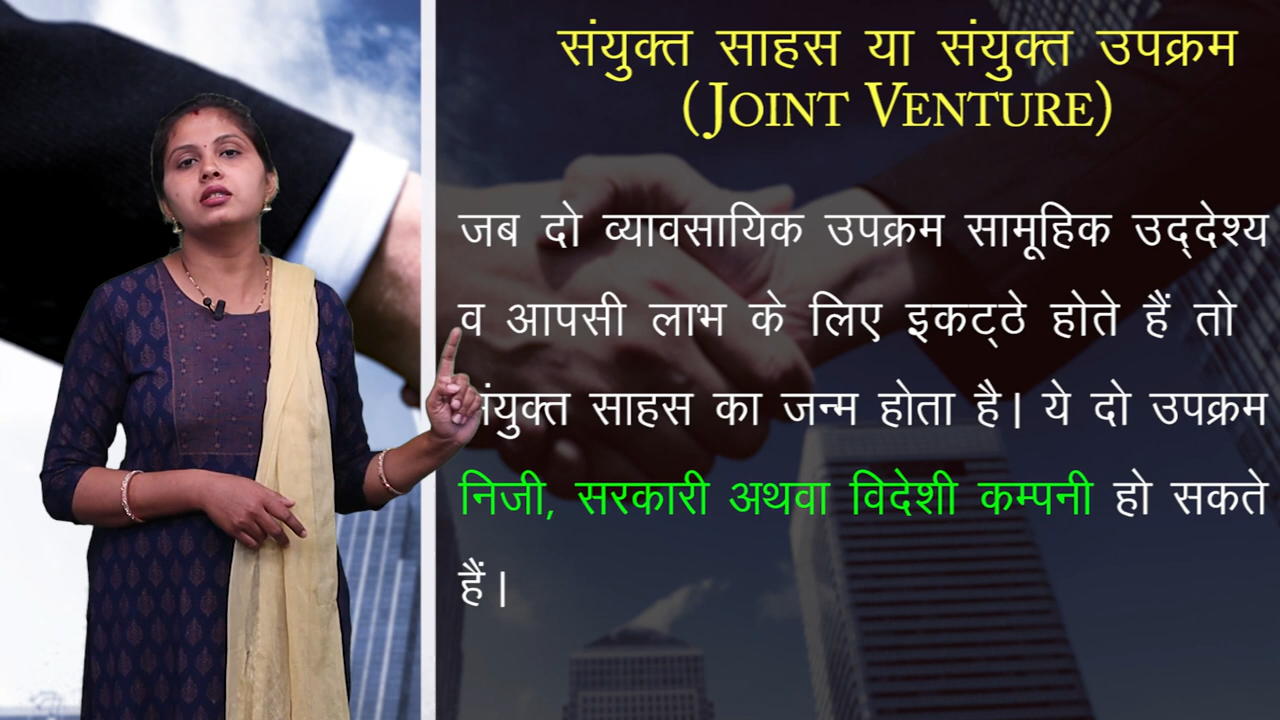 संयुक्त साहस या संयुक्त उपक्रम
(JOINT VENTURE)
जब दो व्यावसायिक उपक्रम सामूहिक उद्देश्य
व आपसी लाभ के लिए इकट्ठे होते हैं तो
संयुक्त साहस का जन्म होता है। ये दो उपक्रम
निजी, सरकारी अथवा विदेशी कम्पनी हो सकते
हैं।